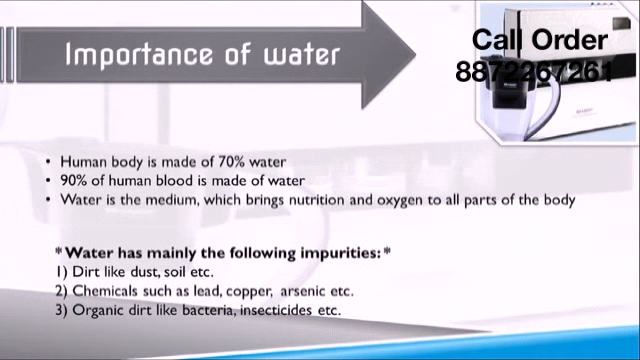 Importance of water
Call Order
8872267261
• Human body is made of 70% water
• 90% of human blood is made of water
• Water is the medium, which brings nutrition and oxygen to all parts of the body
*Water has mainly the following impurities:*
1) Dirt like dust, soil etc.
2) Chemicals such as lead, copper, arsenic etc.
3) Organic dirt like bacteria, insecticides etc.